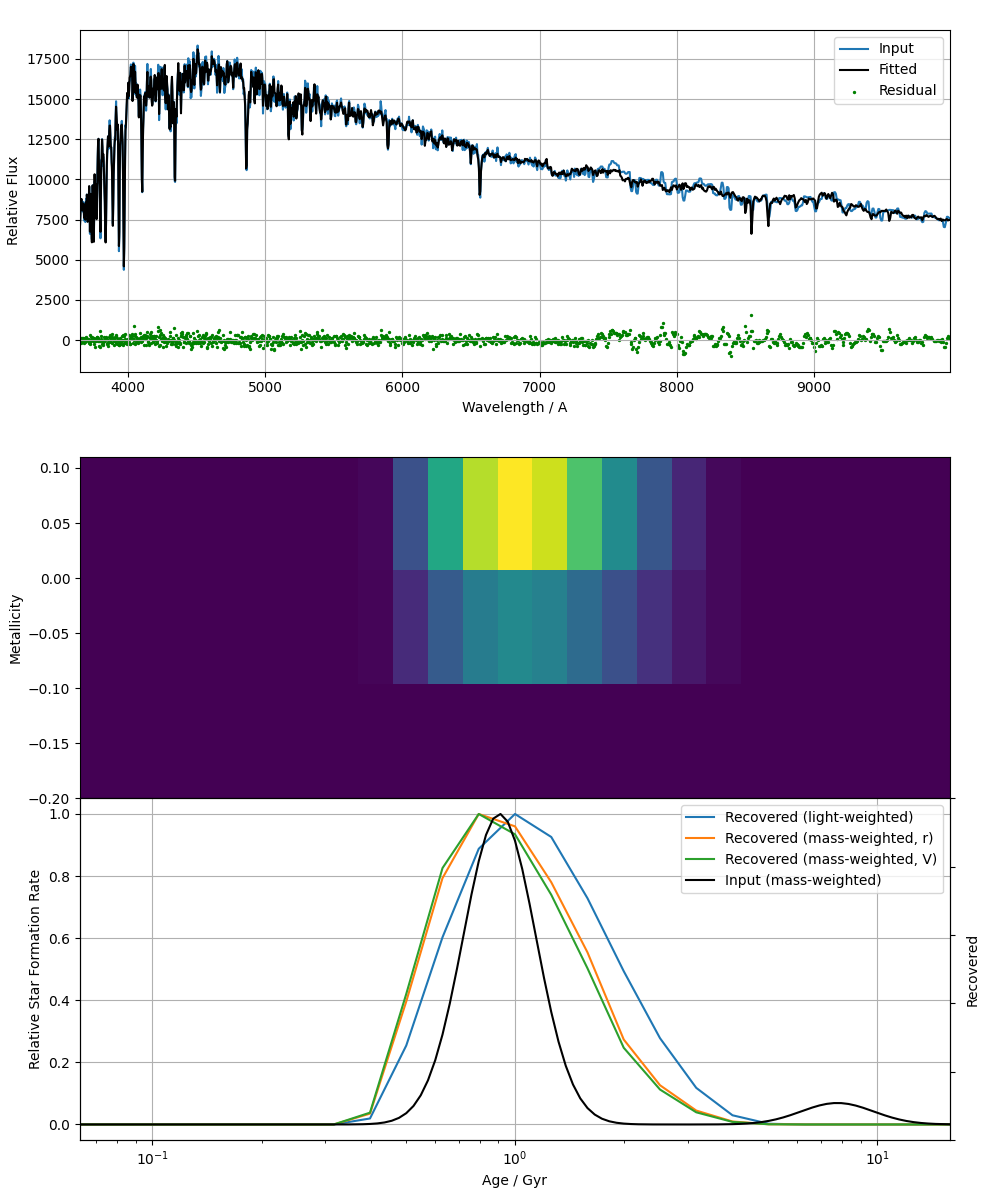 17500
15000
12500
10000
7500
5000
2500
0
Relative Flux
Input
Fitted
Residual
4000 5000 6000 7000 8000 9000
Wavelength / A
0.10
0.05
0.00
−0.05
−0.10
−0.15
−0.20
Metallicity
1.0
0.8
0.6
0.4
0.2
0.0
Relative Star Formation Rate
Recovered (light-weighted)
Recovered (mass-weighted, r)
Recovered (mass-weighted, V)
Input (mass-weighted)
Recovered
10⁻¹ 10⁰ 10¹
Age / Gyr